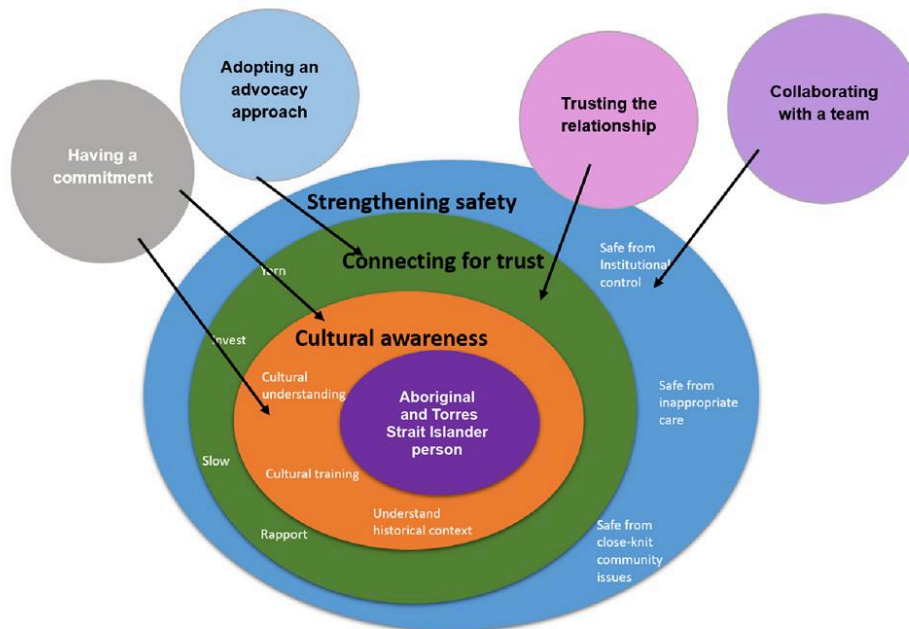 Adopting an
advocacy
approach
Trusting the
relationship
Collaborating
with a team
Having a
commitment
Strengthening safety
Connecting for trust
Yarn
Invest
Slow
Rapport
Safe from
Institutional
control
Safe from
inappropriate
care
Safe from
close-knit
community
issues
Cultural awareness
Cultural
understanding
Cultural training
Understand
historical context
Aboriginal
and Torres
Strait Islander
person